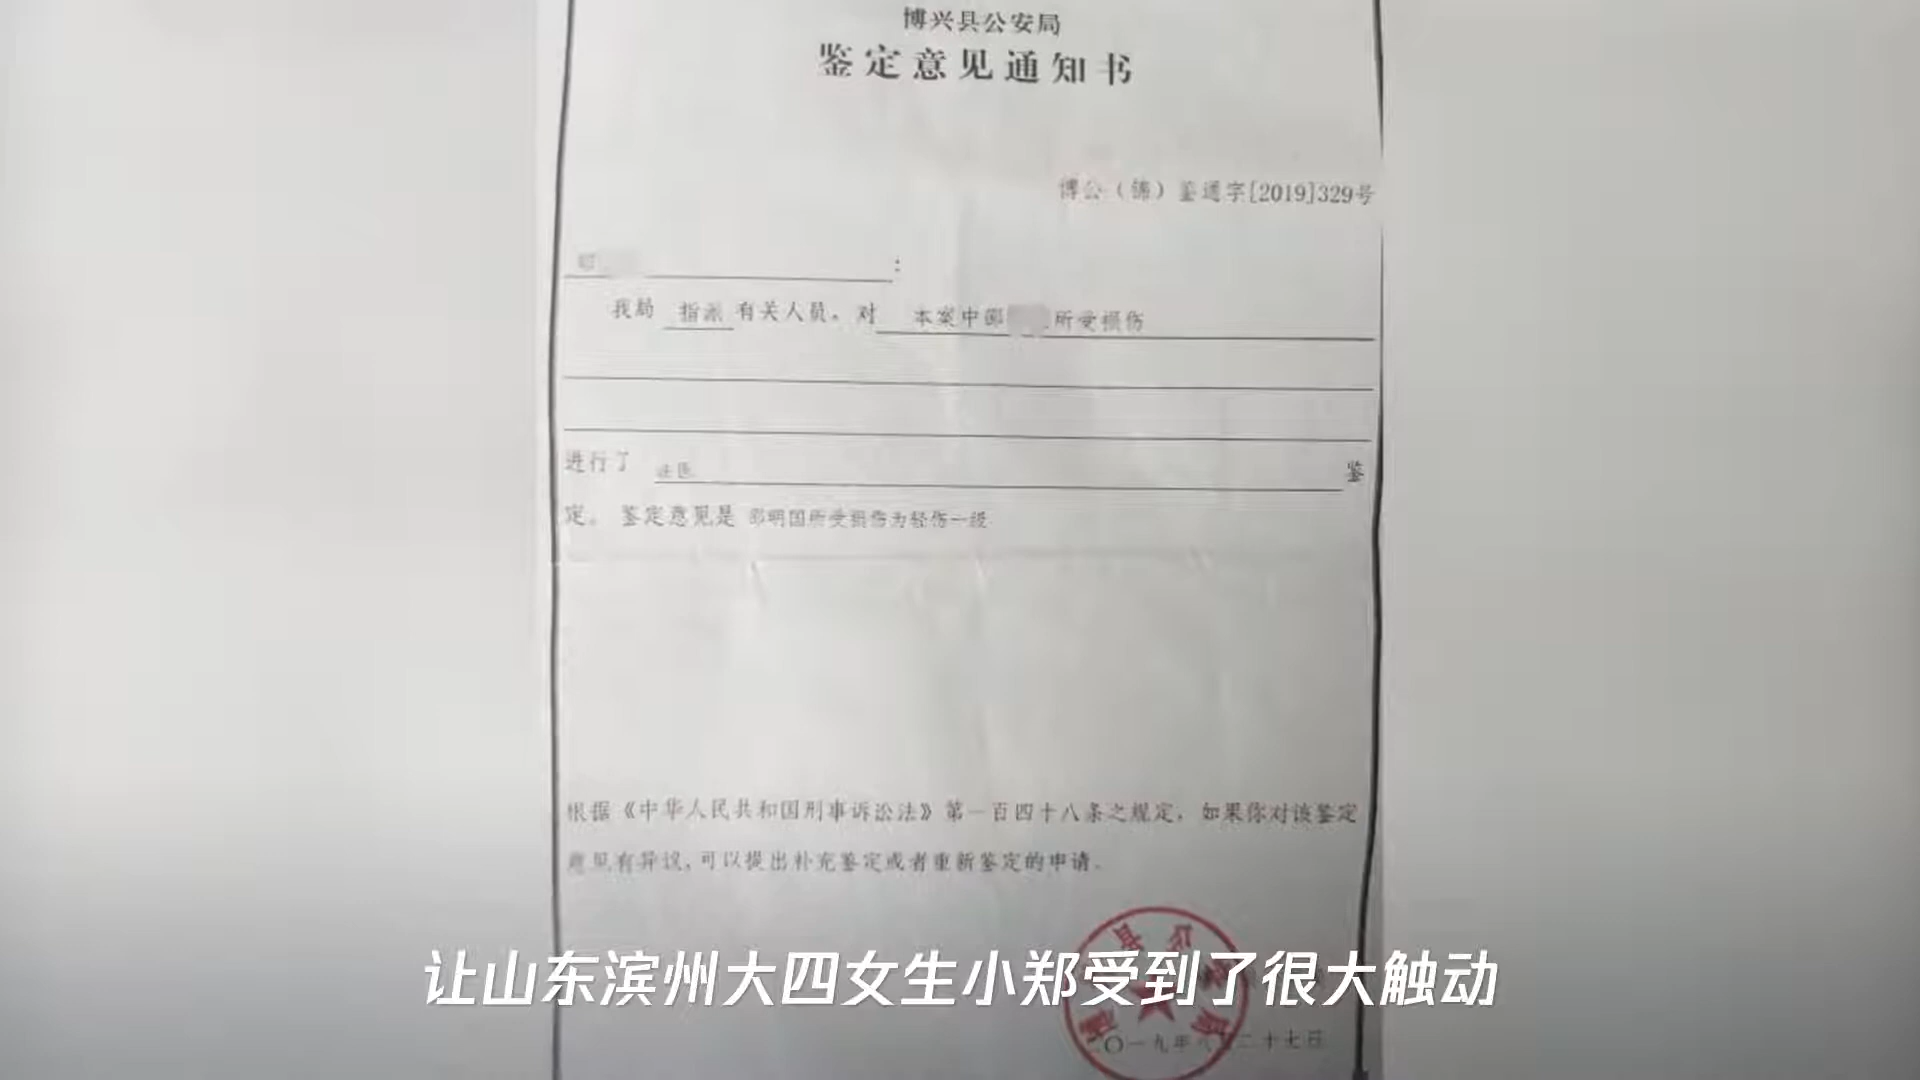 博兴县公安局
鉴定意见通知书
博公（锦）鉴通字[2019]329号
：
我局 指派 有关人员，对 本案中邵 所受损伤
进行了 法医 鉴
定。 鉴定意见是 邵明国所受损伤为轻伤一级
根据《中华人民共和国刑事诉讼法》第一百四十八条之规定，如果你对该鉴定
意见有异议，可以提出补充鉴定或者重新鉴定的申请。
让山东滨州大四女生小郑受到了很大触动
县公
〇一九年八月二十七日